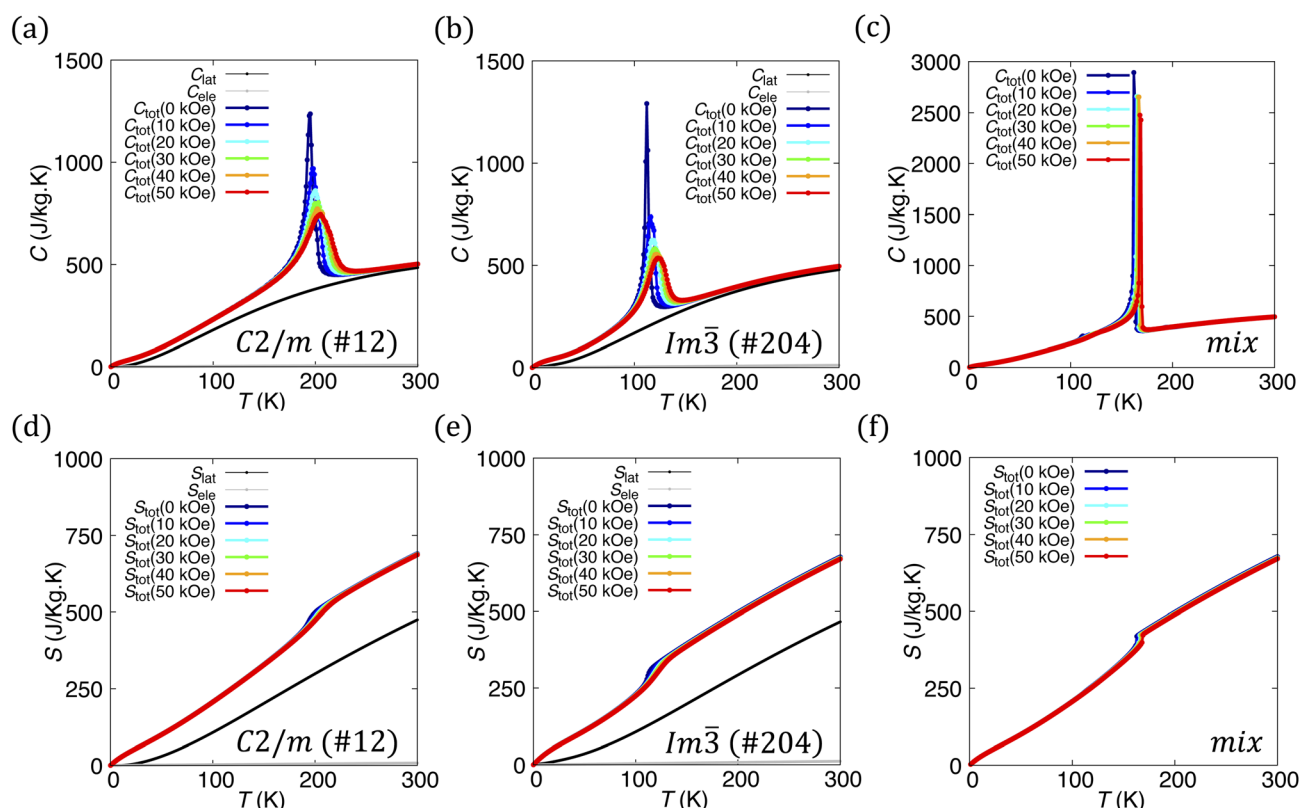 (a)
1500
1000
500
0
C (J/kg.K)
C_lat
C_ele
C_tot(0 kOe)
C_tot(10 kOe)
C_tot(20 kOe)
C_tot(30 kOe)
C_tot(40 kOe)
C_tot(50 kOe)
C2/m (#12)
0 100 200 300
T (K)
(b)
1500
1000
500
0
C (J/kg.K)
C_lat
C_ele
C_tot(0 kOe)
C_tot(10 kOe)
C_tot(20 kOe)
C_tot(30 kOe)
C_tot(40 kOe)
C_tot(50 kOe)
Im3̄ (#204)
0 100 200 300
T (K)
(c)
3000
2500
2000
1500
1000
500
0
C (J/kg.K)
C_tot(0 kOe)
C_tot(10 kOe)
C_tot(20 kOe)
C_tot(30 kOe)
C_tot(40 kOe)
C_tot(50 kOe)
mix
0 100 200 300
T (K)
(d)
1000
750
500
250
0
S (J/Kg.K)
S_lat
S_ele
S_tot(0 kOe)
S_tot(10 kOe)
S_tot(20 kOe)
S_tot(30 kOe)
S_tot(40 kOe)
S_tot(50 kOe)
C2/m (#12)
0 100 200 300
T (K)
(e)
1000
750
500
250
0
S (J/Kg.K)
S_lat
S_ele
S_tot(0 kOe)
S_tot(10 kOe)
S_tot(20 kOe)
S_tot(30 kOe)
S_tot(40 kOe)
S_tot(50 kOe)
Im3̄ (#204)
0 100 200 300
T (K)
(f)
1000
750
500
250
0
S (J/Kg.K)
S_tot(0 kOe)
S_tot(10 kOe)
S_tot(20 kOe)
S_tot(30 kOe)
S_tot(40 kOe)
S_tot(50 kOe)
mix
0 100 200 300
T (K)